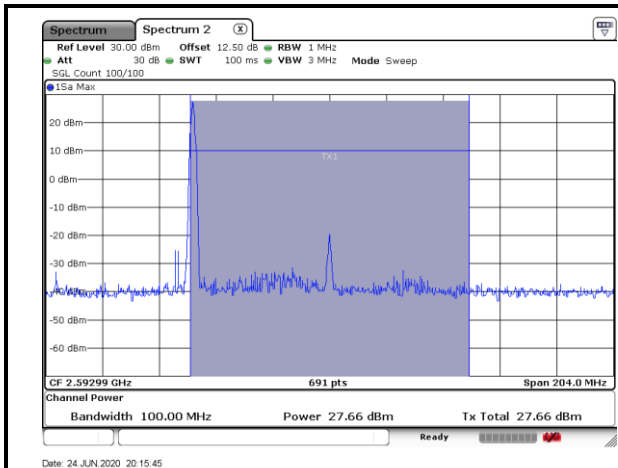 Spectrum Spectrum 2 X
Ref Level 30.00 dBm Offset 12.50 dB RBW 1 MHz
Att 30 dB SWT 100 ms VBW 3 MHz Mode Sweep
SGL Count 100/100
1Sa Max
20 dBm
10 dBm
TX1
0 dBm
-10 dBm
-20 dBm
-30 dBm
-50 dBm
-60 dBm
CF 2.59299 GHz 691 pts Span 204.0 MHz
Channel Power
Bandwidth 100.00 MHz Power 27.66 dBm Tx Total 27.66 dBm
Ready
Date: 24.JUN.2020 20:15:45